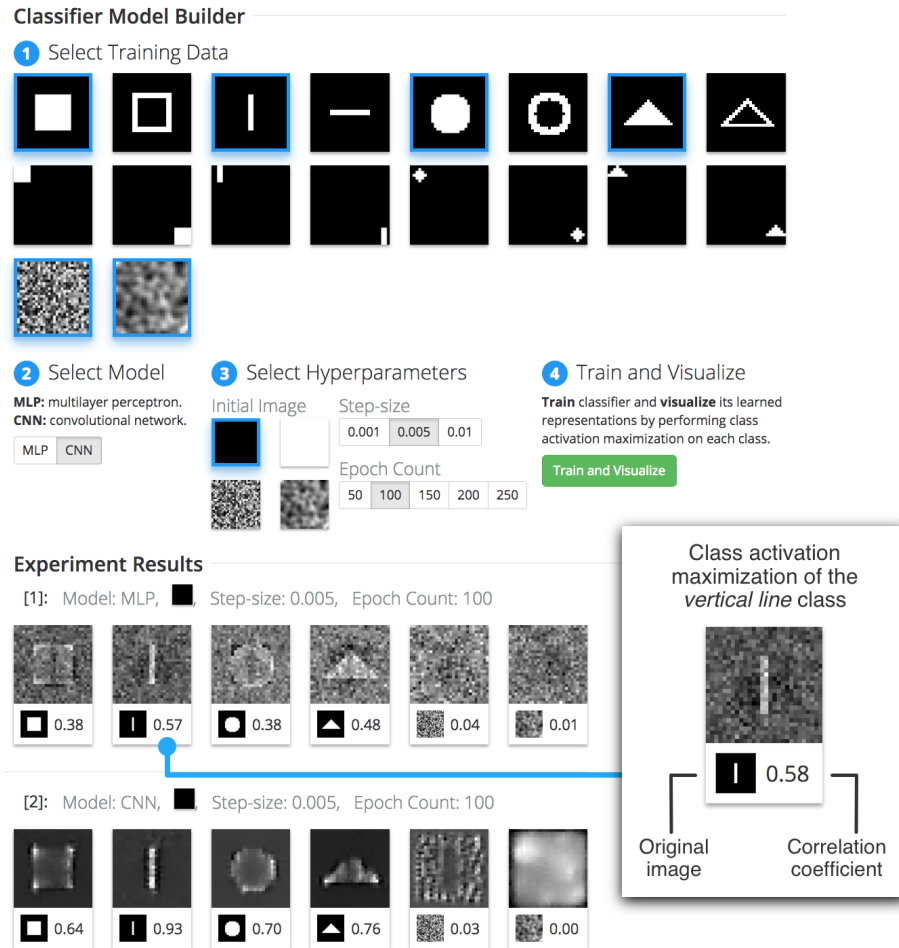 Classifier Model Builder
1 Select Training Data
2 Select Model
MLP: multilayer perceptron.
CNN: convolutional network.
MLP CNN
3 Select Hyperparameters
Initial Image
Step-size
0.001 0.005 0.01
Epoch Count
50 100 150 200 250
4 Train and Visualize
Train classifier and visualize its learned
representations by performing class
activation maximization on each class.
Train and Visualize
Experiment Results
[1]: Model: MLP, , Step-size: 0.005, Epoch Count: 100
0.38 0.57 0.38 0.48 0.04 0.01
[2]: Model: CNN, , Step-size: 0.005, Epoch Count: 100
0.64 0.93 0.70 0.76 0.03 0.00
Class activation
maximization of the
vertical line class
0.58
Original
image
Correlation
coefficient